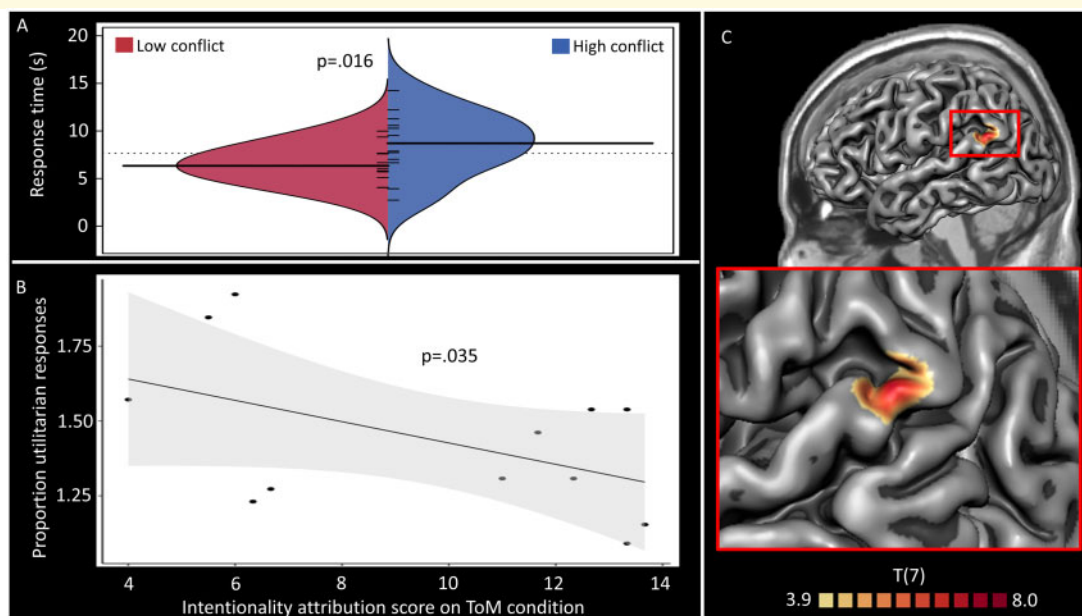 A
Low conflict
High conflict
p=.016
Response time (s)
20
15
10
5
0
B
p=.035
Proportion utilitarian responses
1.75
1.50
1.25
4
6
8
10
12
14
Intentionality attribution score on ToM condition
C
T(7)
3.9
8.0